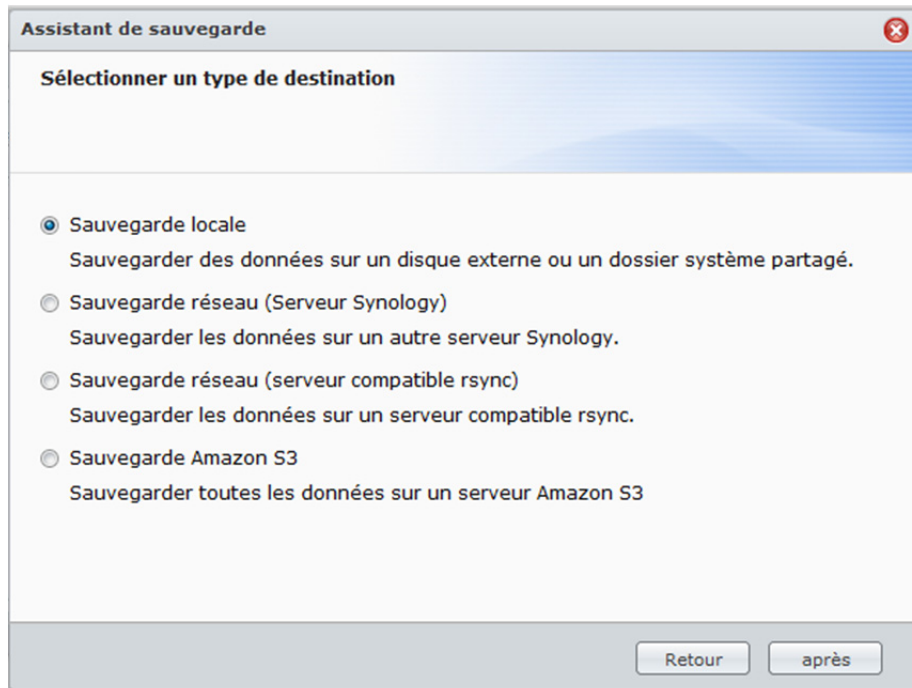 Assistant de sauvegarde
Sélectionner un type de destination
Sauvegarde locale
Sauvegarder des données sur un disque externe ou un dossier système partagé.
Sauvegarde réseau (Serveur Synology)
Sauvegarder les données sur un autre serveur Synology.
Sauvegarde réseau (serveur compatible rsync)
Sauvegarder les données sur un serveur compatible rsync.
Sauvegarde Amazon S3
Sauvegarder toutes les données sur un serveur Amazon S3
Retour après